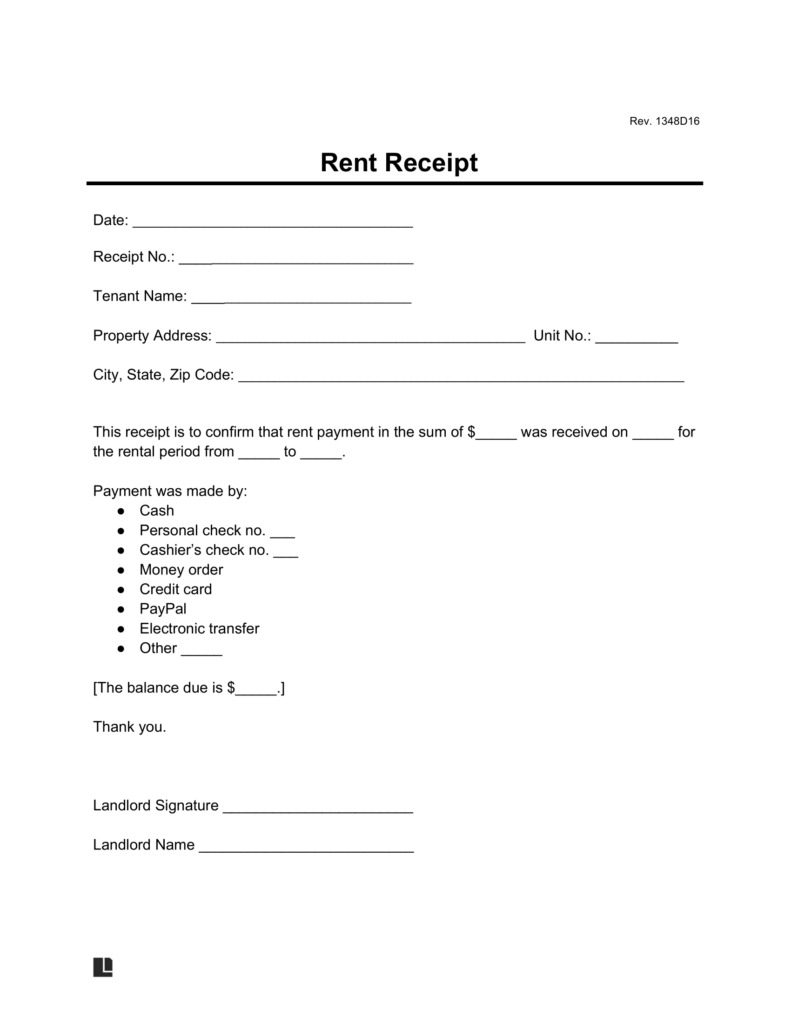 Rev. 1348D16
Rent Receipt
Date: __________________________________
Receipt No.: ____________________________
Tenant Name: __________________________
Property Address: _____________________________________ Unit No.: __________
City, State, Zip Code: ______________________________________________________
This receipt is to confirm that rent payment in the sum of $_____ was received on _____ for
the rental period from _____ to _____.
Payment was made by:
● Cash
● Personal check no. ___
● Cashier’s check no. ___
● Money order
● Credit card
● PayPal
● Electronic transfer
● Other _____
[The balance due is $_____.]
Thank you.
Landlord Signature _______________________
Landlord Name __________________________